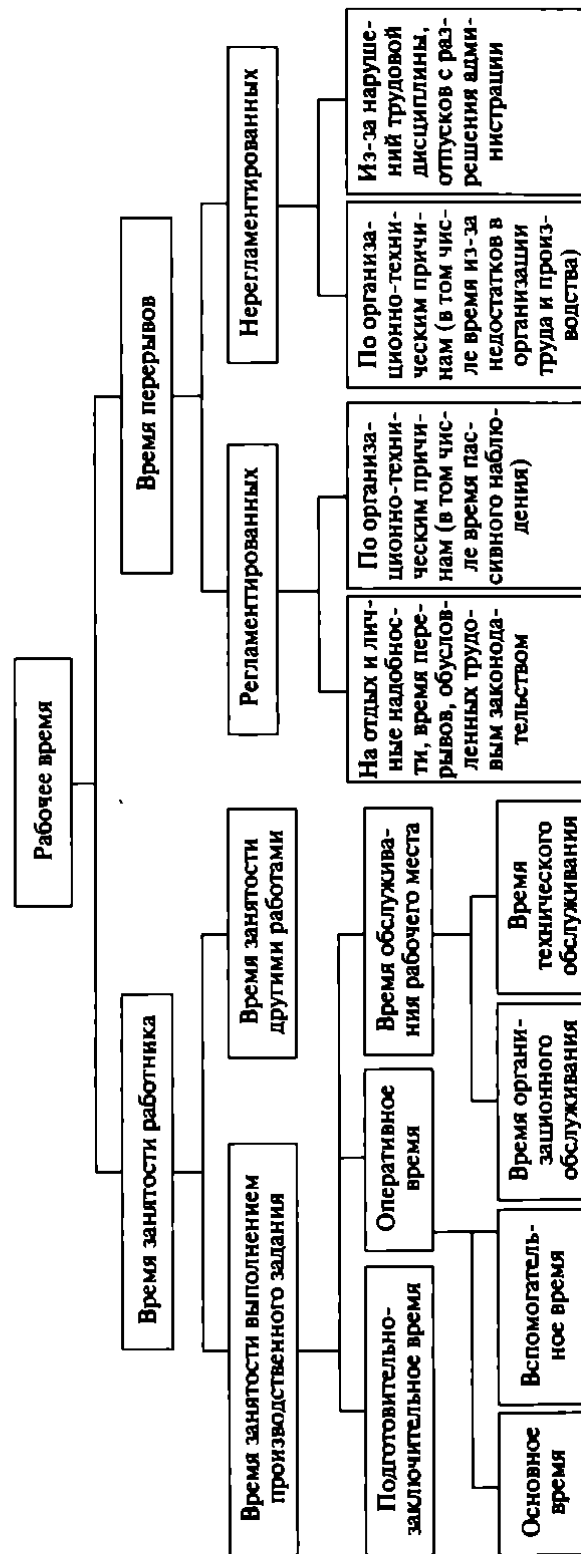 Рабочее время
Время занятости работника
Время перерывов
Время занятости выполнением
производственного задания
Время занятости
другими работами
Регламентированных
Нерегламентированных
Подготовительно-
заключительное время
Оперативное
время
Время обслужива-
ния рабочего места
На отдых и лич-
ные надобнос-
ти, время пере-
рывов, обуслов-
ленных трудо-
вым законода-
тельством
По организа-
ционно-техни-
ческим причи-
нам (в том чис-
ле время пас-
сивного наблю-
дения)
По организа-
ционно-техни-
ческим причи-
нам (в том чис-
ле время из-за
недостатков в
организации
труда и произ-
водства)
Из-за наруше-
ний трудовой
дисциплины,
отпусков с раз-
решения адми-
нистрации
Основное
время
Вспомогатель-
ное время
Время органи-
зационного
обслуживания
Время
технического
обслуживания